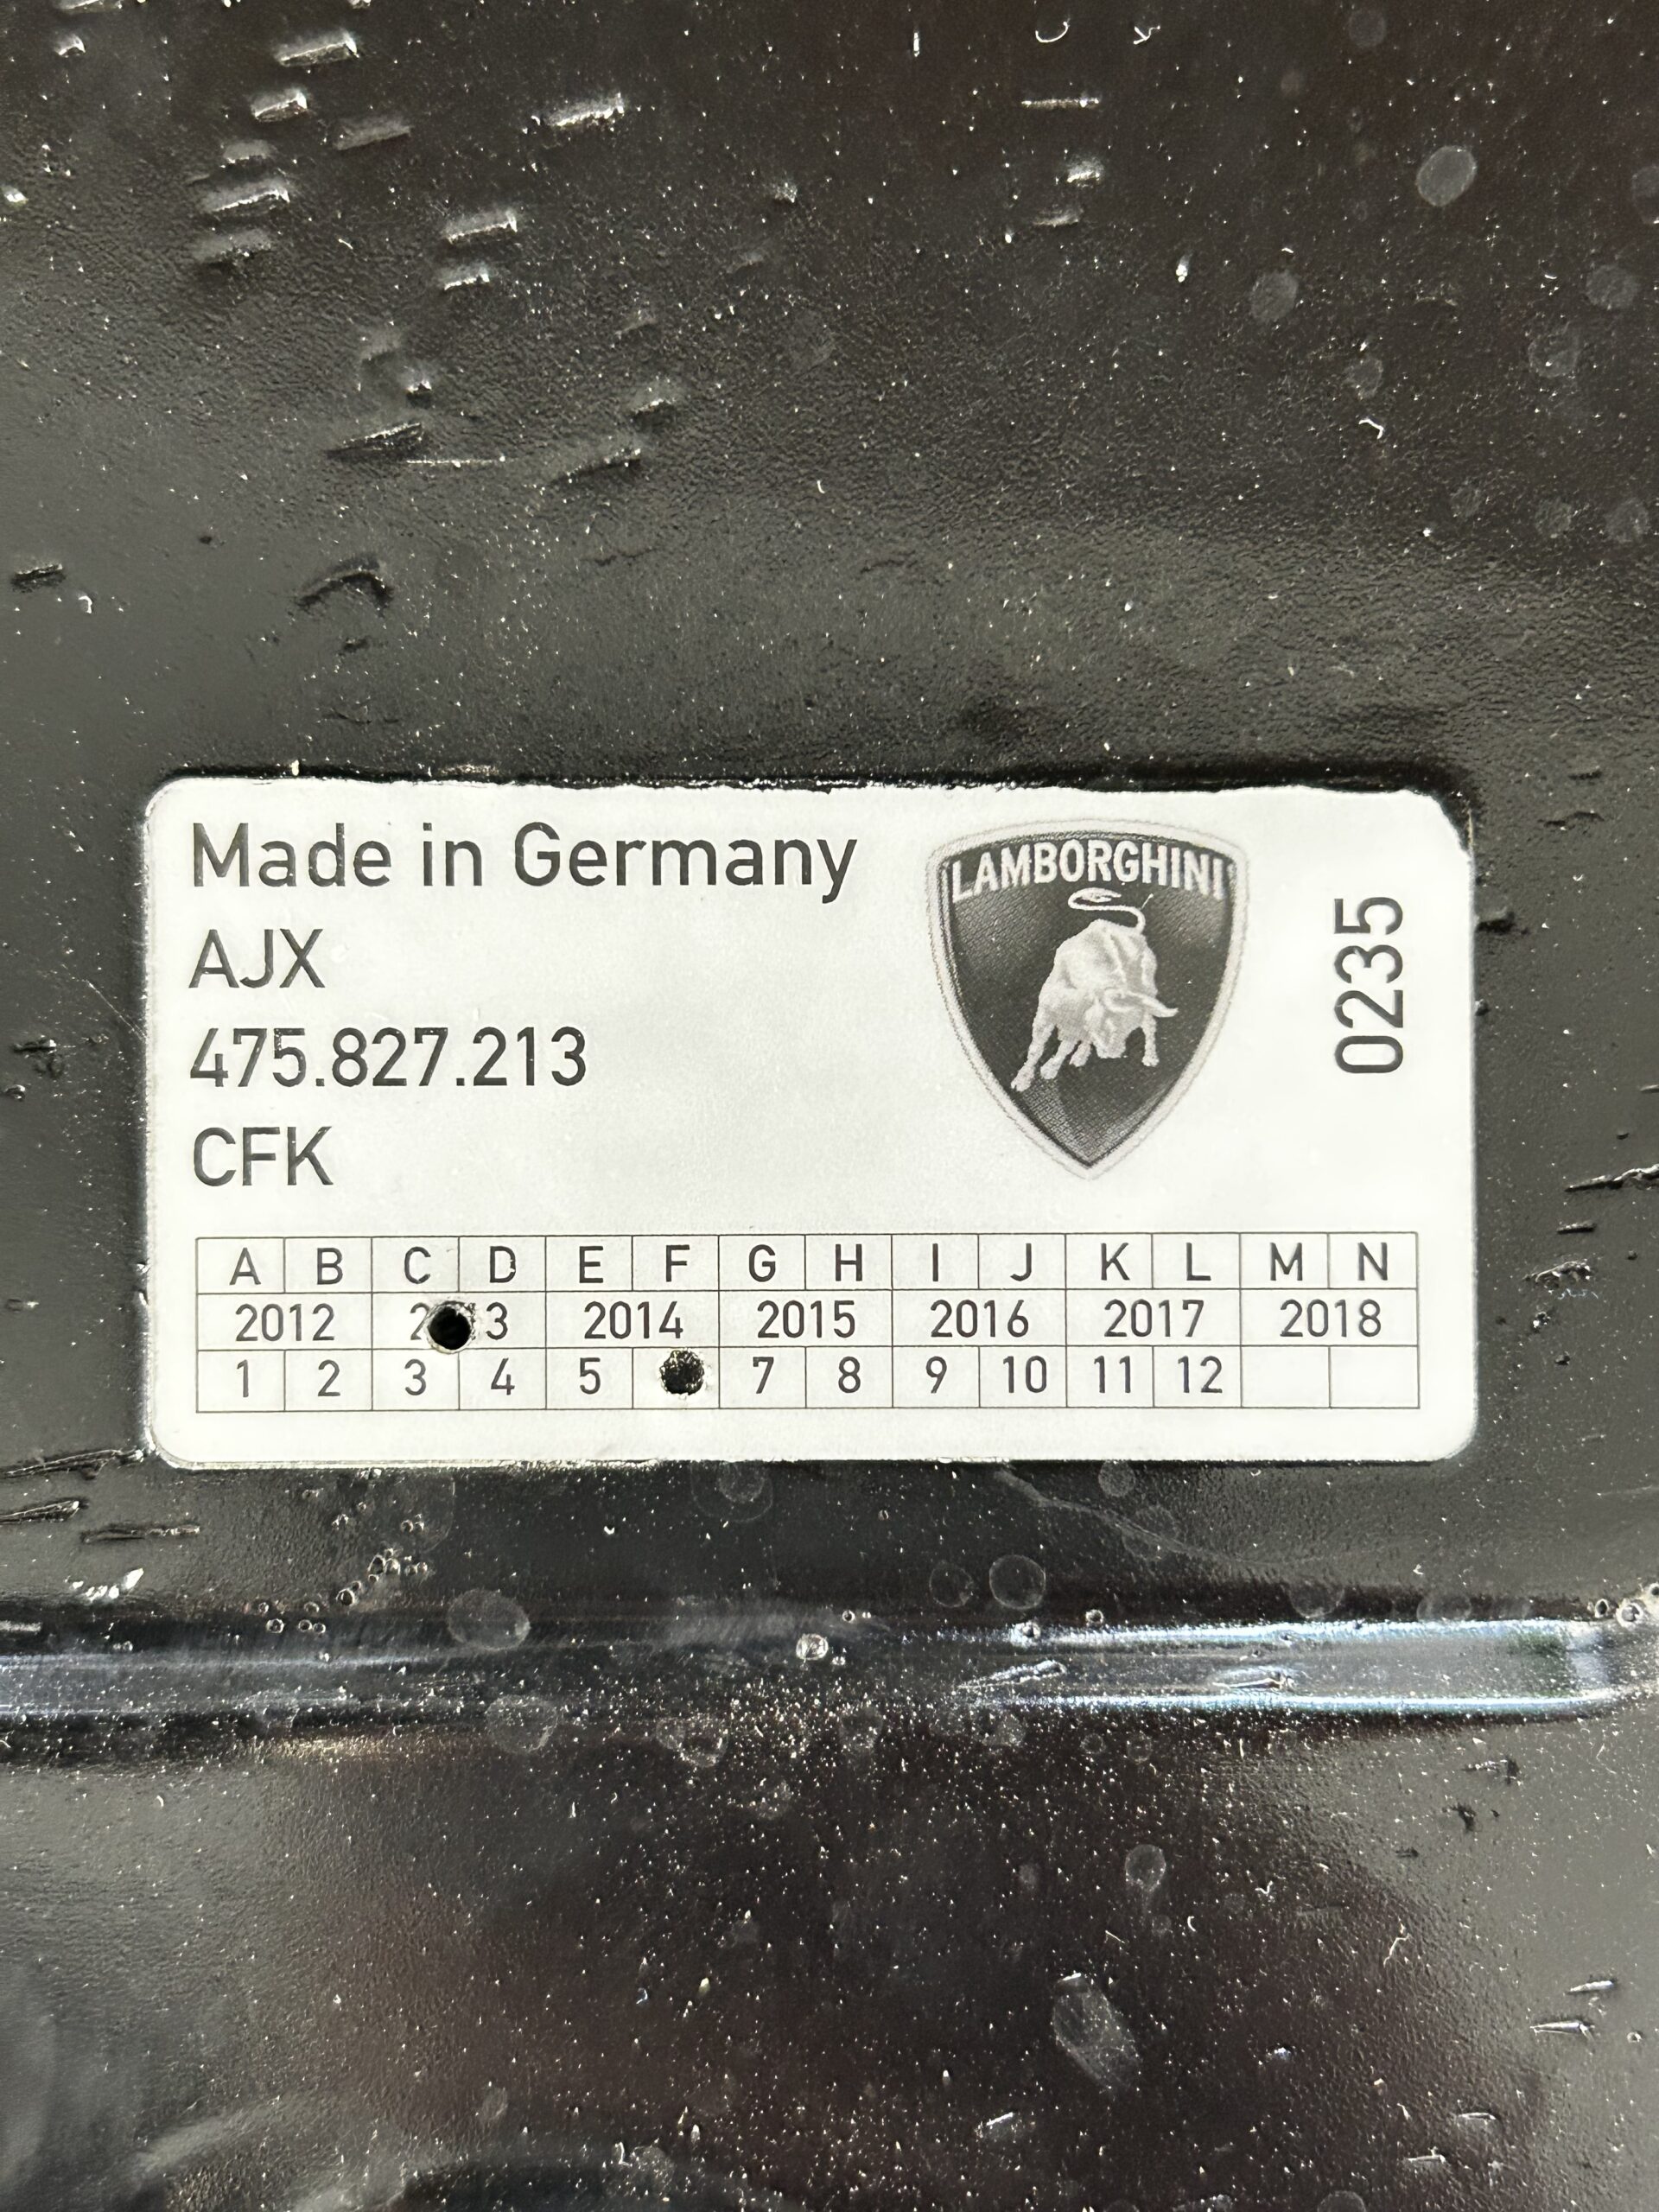 Made in Germany
AJX
475.827.213
CFK
LAMBORGHINI
0235
A B C D E F G H I J K L M N
2012 2014 2015 2016 2017 2018
1 2 3 4 5 7 8 9 10 11 12